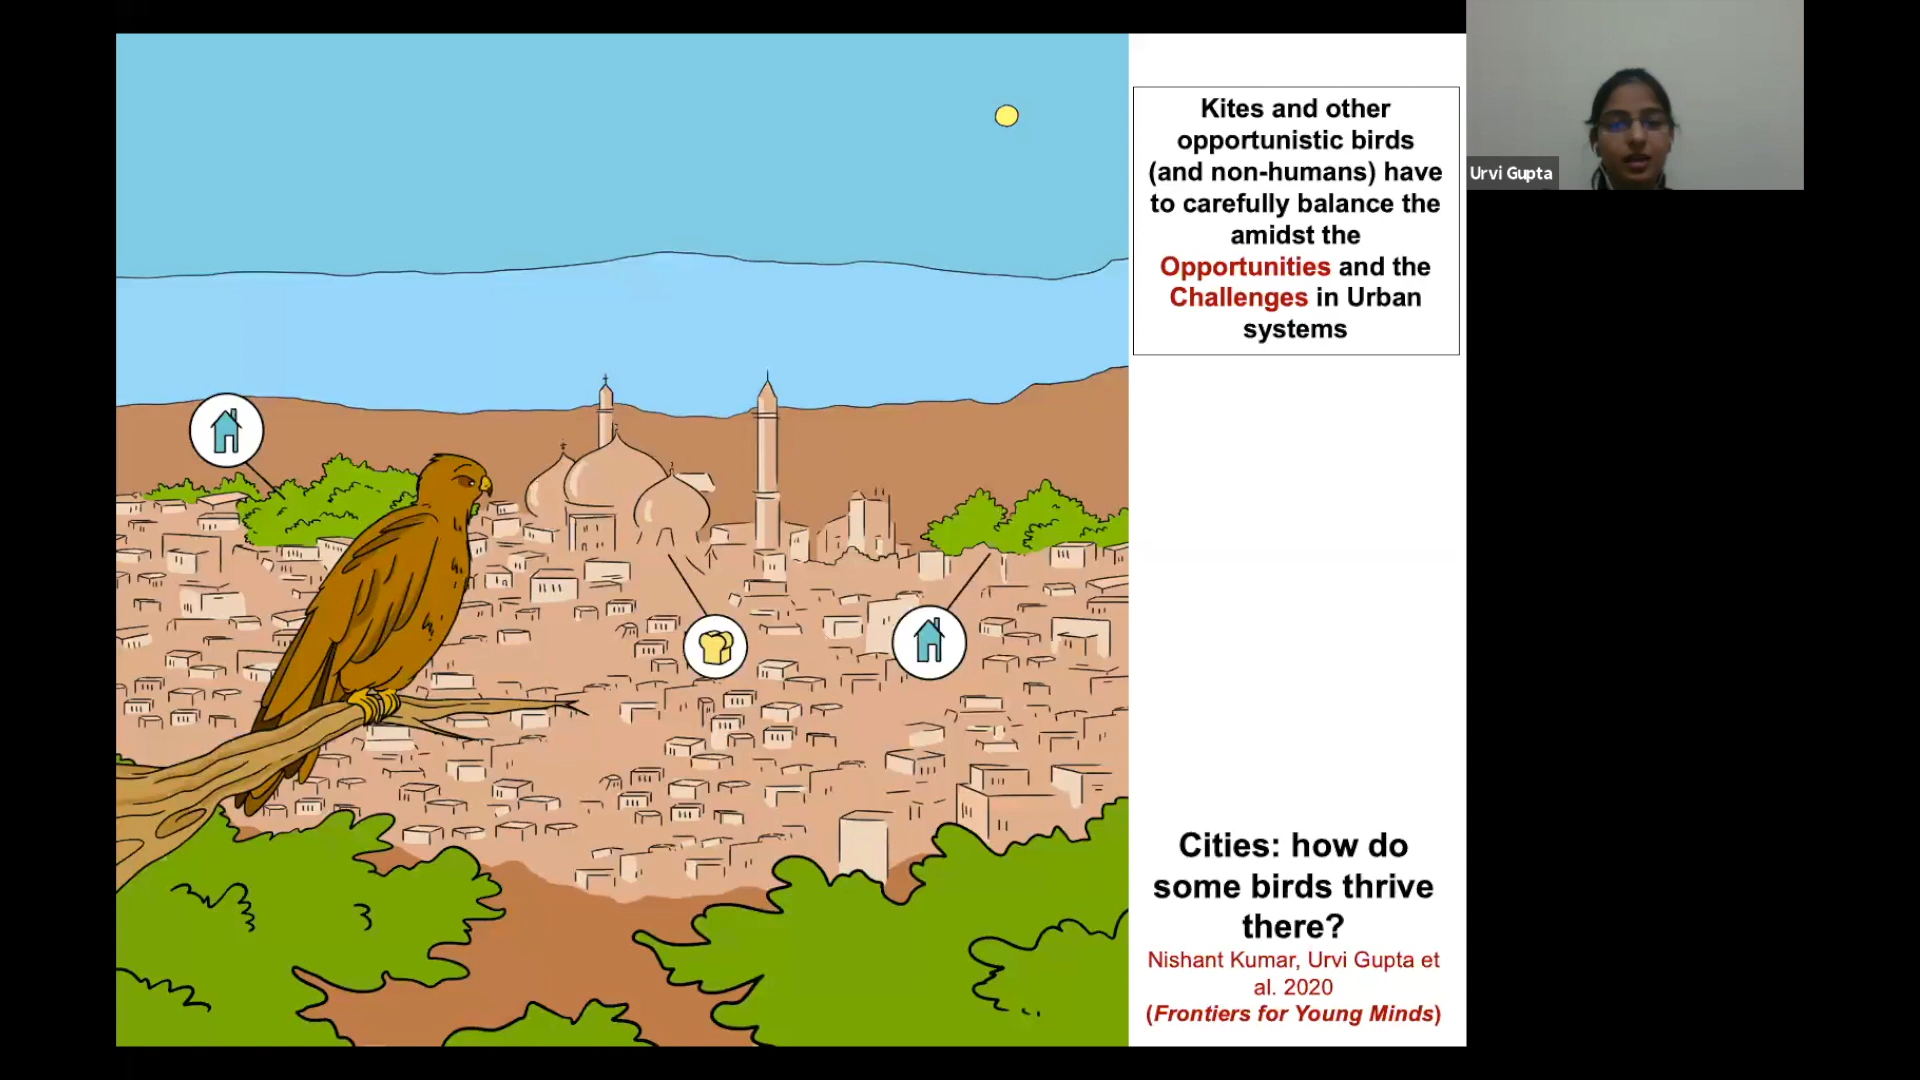 Kites and other
opportunistic birds
(and non-humans) have
to carefully balance the
amidst the
Opportunities and the
Challenges in Urban
systems
Urvi Gupta
Cities: how do
some birds thrive
there?
Nishant Kumar, Urvi Gupta et
al. 2020
(Frontiers for Young Minds)